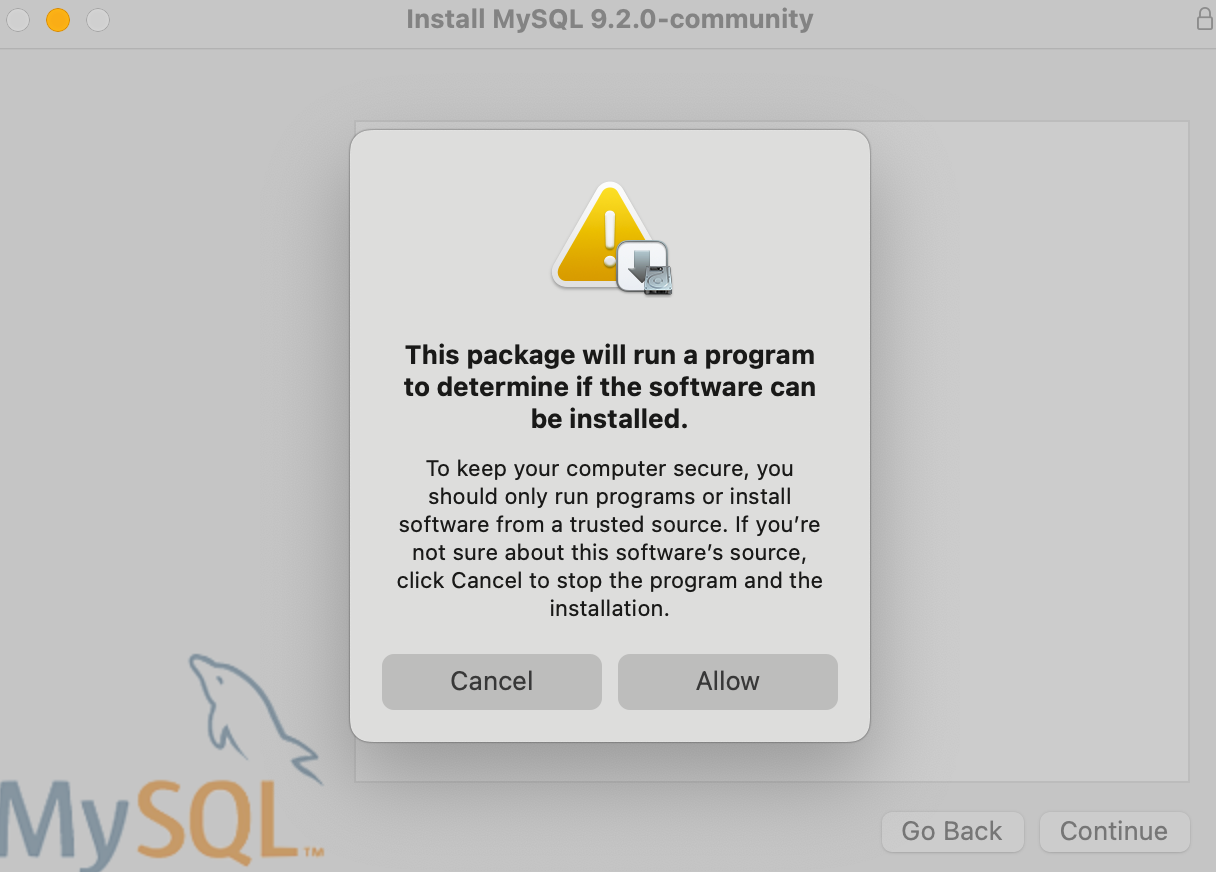 Install MySQL 9.2.0-community
This package will run a program
to determine if the software can
be installed.
To keep your computer secure, you
should only run programs or install
software from a trusted source. If you’re
not sure about this software’s source,
click Cancel to stop the program and the
installation.
Cancel
Allow
MySQL™
Go Back
Continue